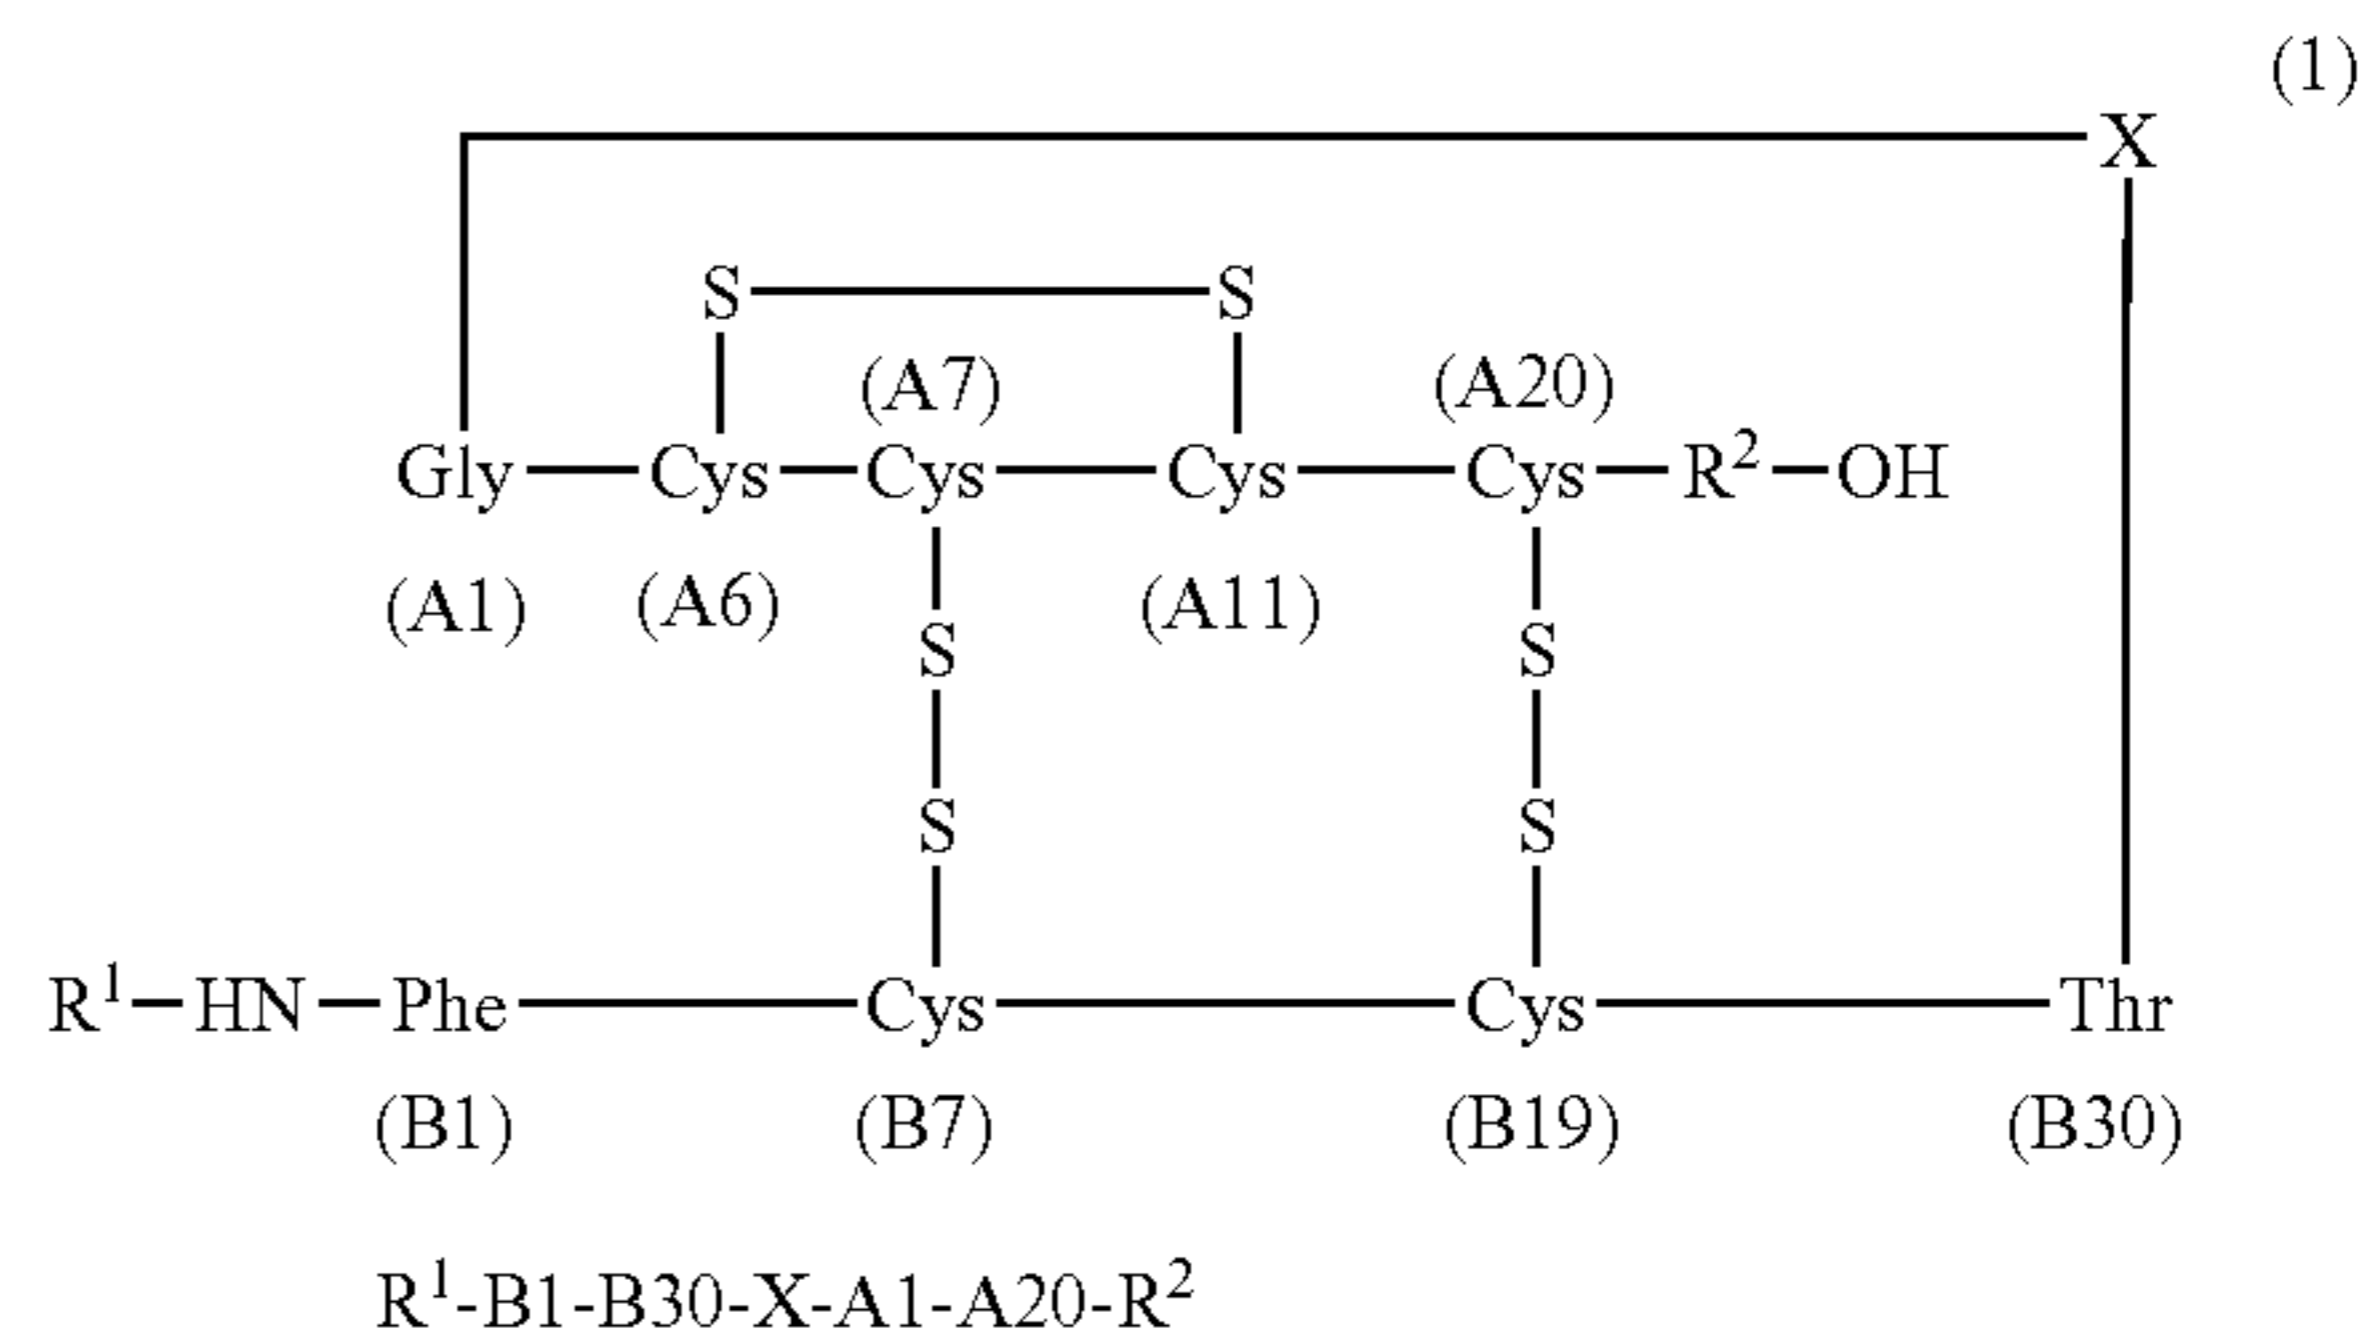 (1)
X
S S
(A7) (A20)
Gly Cys Cys Cys Cys R² OH
(A1) (A6) (A11)
S S
S S
R¹ HN Phe Cys Cys Thr
(B1) (B7) (B19) (B30)
R¹-B1-B30-X-A1-A20-R²